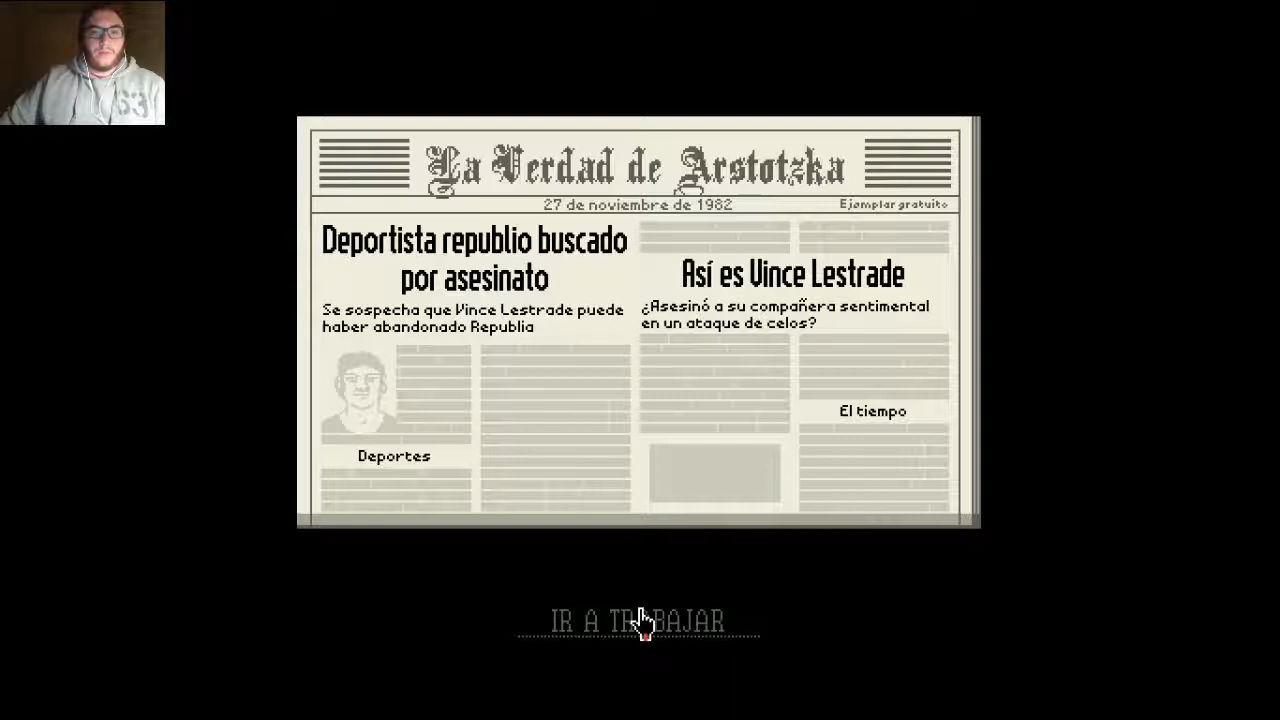 63
La Verdad de Arstotzka
27 de noviembre de 1982
Ejemplar gratuito
Deportista republio buscado
por asesinato
Se sospecha que Vince Lestrade puede
haber abandonado Republia
Deportes
Así es Vince Lestrade
¿Asesinó a su compañera sentimental
en un ataque de celos?
El tiempo
IR A TRABAJAR